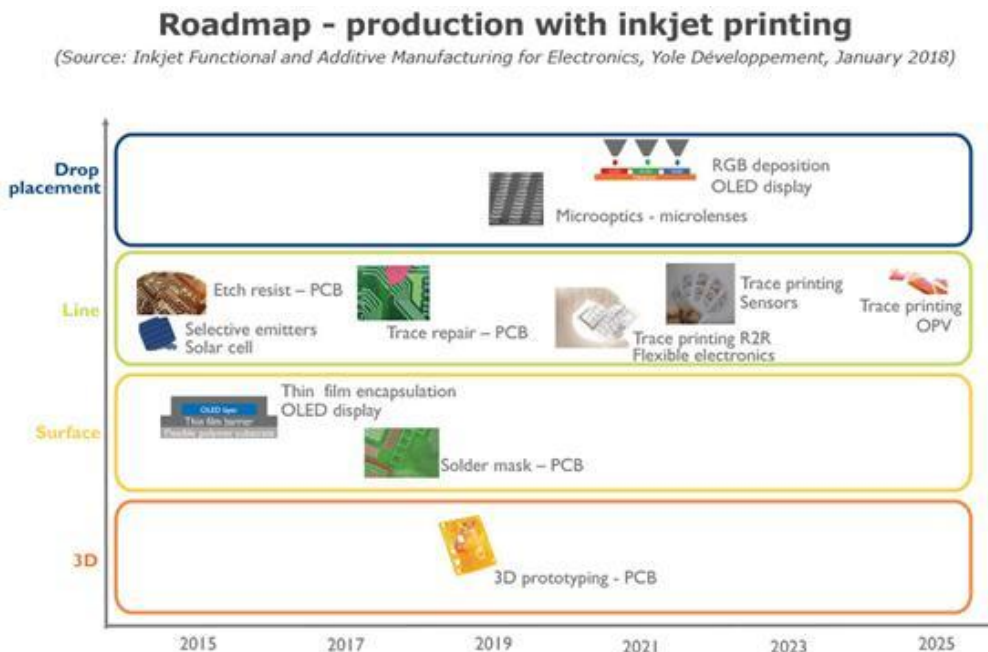 Roadmap - production with inkjet printing
(Source: Inkjet Functional and Additive Manufacturing for Electronics, Yole Développement, January 2018)
Drop
placement
RGB deposition
OLED display
Microoptics - microlenses
Line
Etch resist – PCB
Selective emitters
Solar cell
Trace repair – PCB
Trace printing R2R
Flexible electronics
Trace printing
Sensors
Trace printing
OPV
Surface
Thin film encapsulation
OLED display
OLED layer
Thin film barrier
Flexible polymer substrate
Solder mask – PCB
3D
3D prototyping - PCB
2015
2017
2019
2021
2023
2025